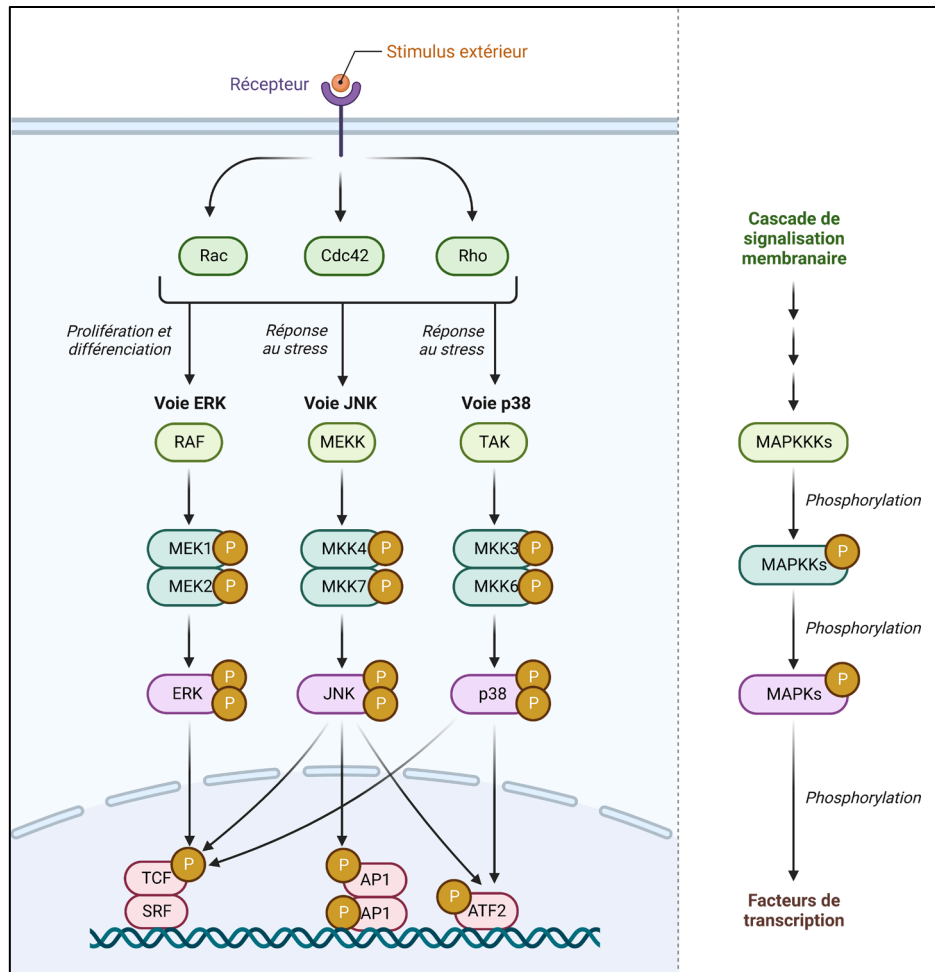 Stimulus extérieur
Récepteur
Rac
Cdc42
Rho
Prolifération et
différenciation
Réponse
au stress
Réponse
au stress
Voie ERK
Voie JNK
Voie p38
RAF
MEKK
TAK
MEK1
P
MEK2
P
MKK4
P
MKK7
P
MKK3
P
MKK6
P
ERK
P
P
JNK
P
P
p38
P
P
TCF
P
SRF
P
AP1
P
AP1
P
ATF2
Cascade de
signalisation
membranaire
MAPKKKs
Phosphorylation
MAPKKs
P
Phosphorylation
MAPKs
P
Phosphorylation
Facteurs de
transcription